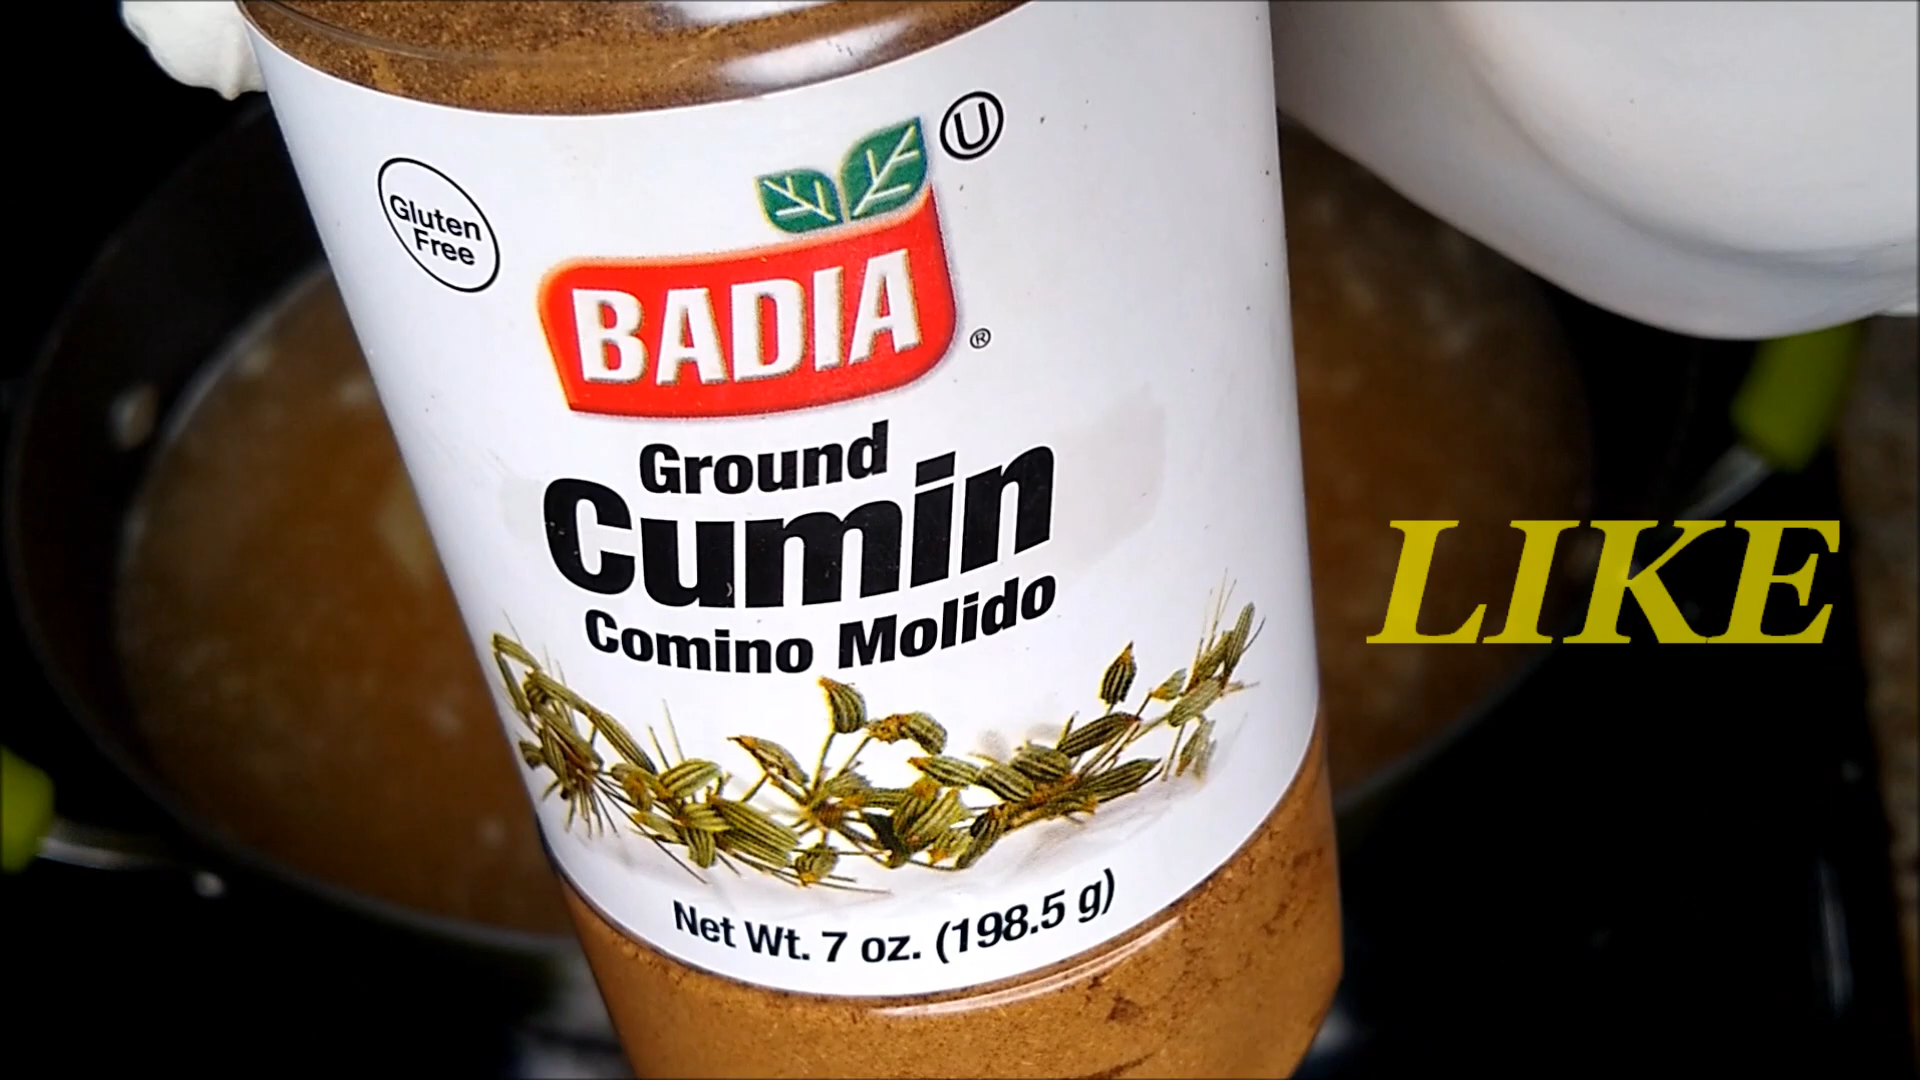 U
Gluten
Free
BADIA
®
Ground
Cumin
Comino Molido
LIKE
Net Wt. 7 oz. (198.5 g)